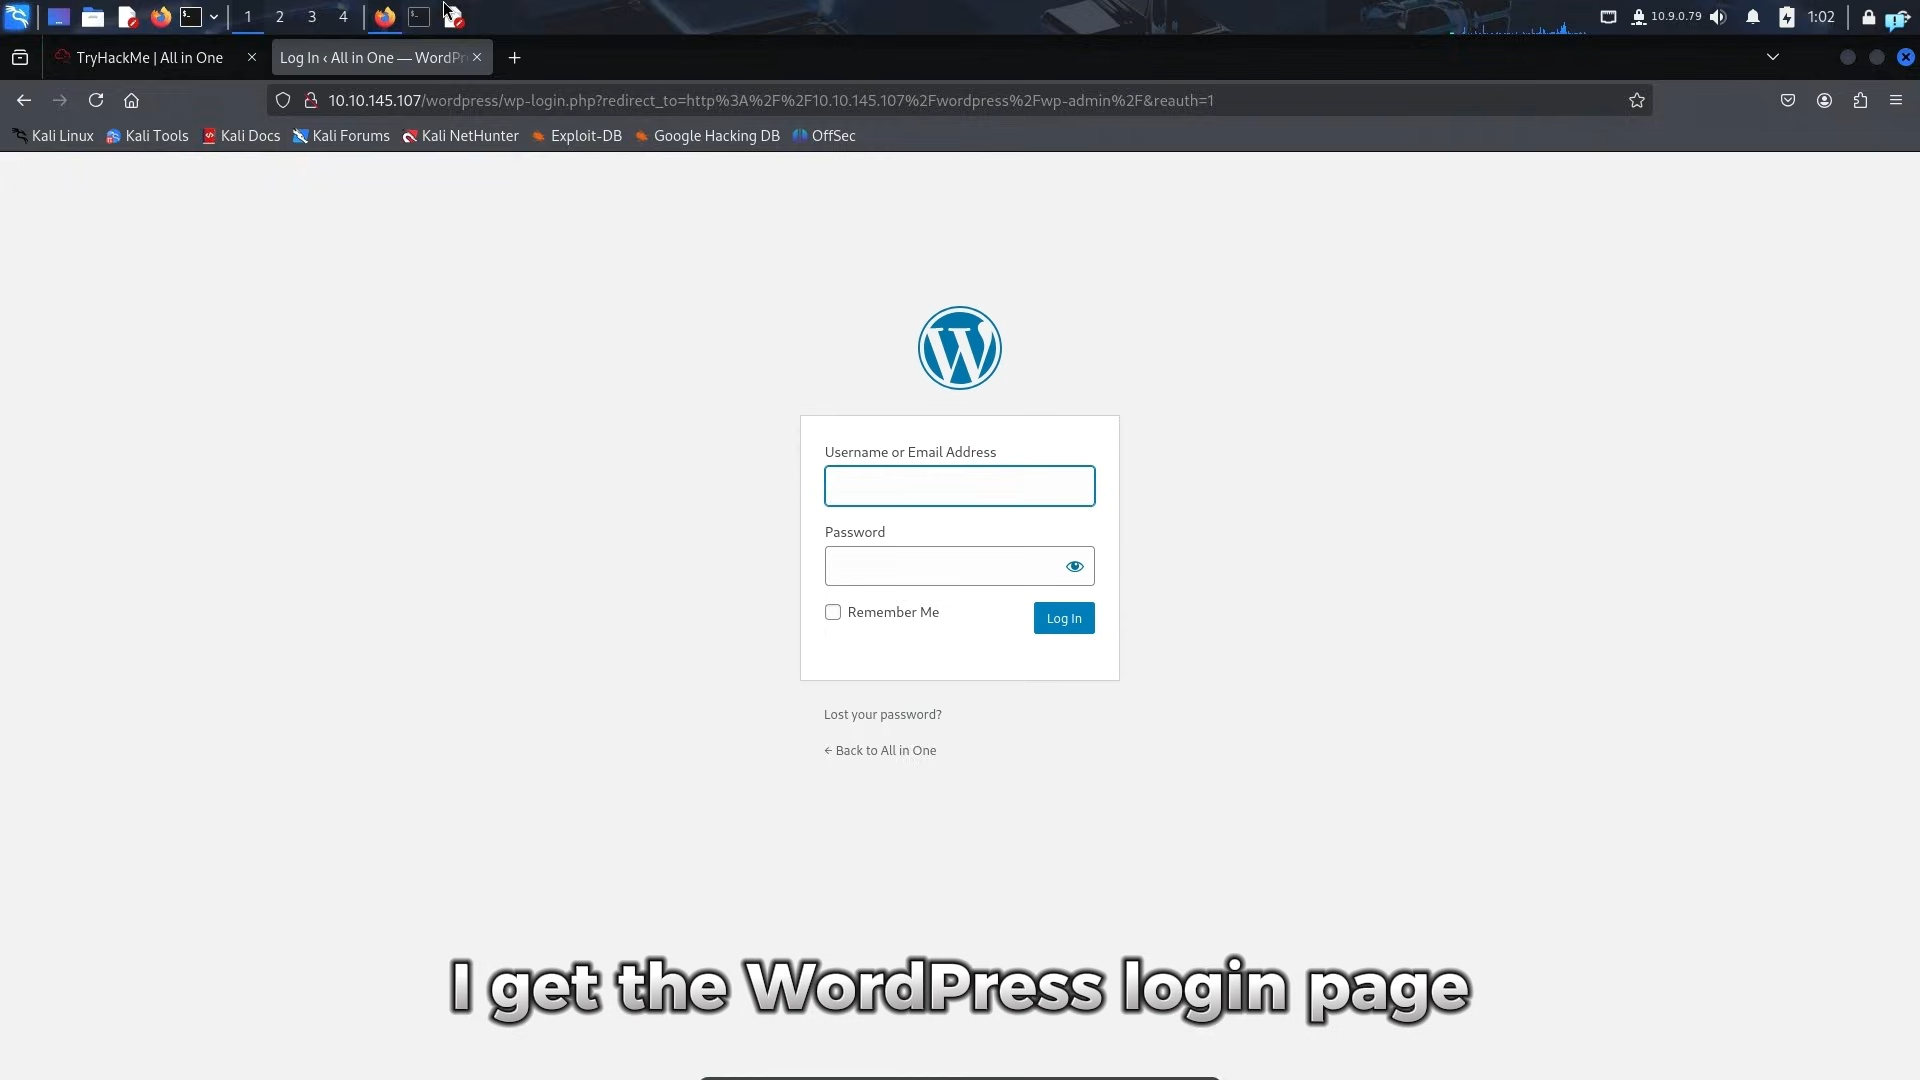 1 2 3 4
10.9.0.79
1:02
TryHackMe | All in One
Log In ‹ All in One — WordPr
10.10.145.107/wordpress/wp-login.php?redirect_to=http%3A%2F%2F10.10.145.107%2Fwordpress%2Fwp-admin%2F&reauth=1
Kali Linux Kali Tools Kali Docs Kali Forums Kali NetHunter Exploit-DB Google Hacking DB OffSec
Username or Email Address
Password
Remember Me
Log In
Lost your password?
← Back to All in One
I get the WordPress login page